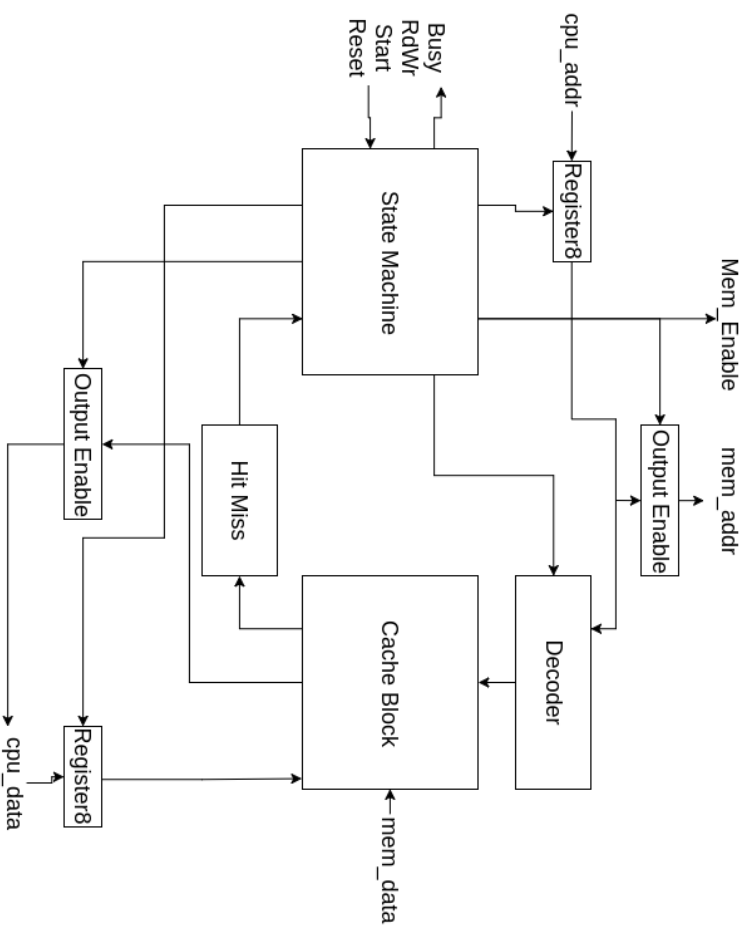 Mem_Enable
mem_addr
cpu_addr
Register8
Output Enable
Decoder
Busy
RdWr
Start
Reset
State Machine
Cache Block
mem_data
Hit Miss
Output Enable
Register8
cpu_data